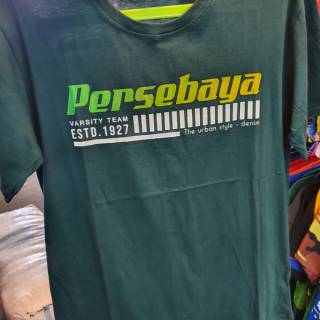 Persebaya
VARSITY TEAM
ESTD.1927
The urban style - denim